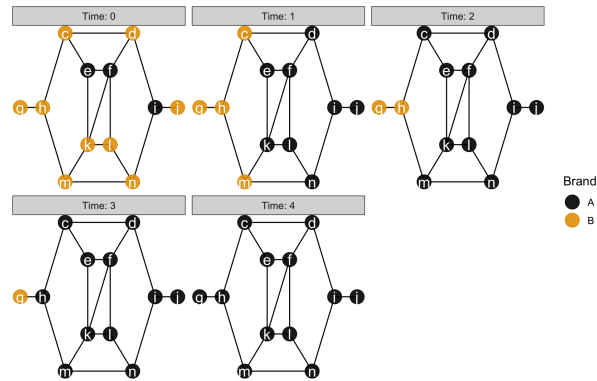 Time: 0
Time: 1
Time: 2
c d
e f
g h i j
k l
m n
c d
e f
g h i j
k l
m n
c d
e f
g h i j
k l
m n
Brand
A
B
Time: 3
Time: 4
c d
e f
g h i j
k l
m n
c d
e f
g h i j
k l
m n